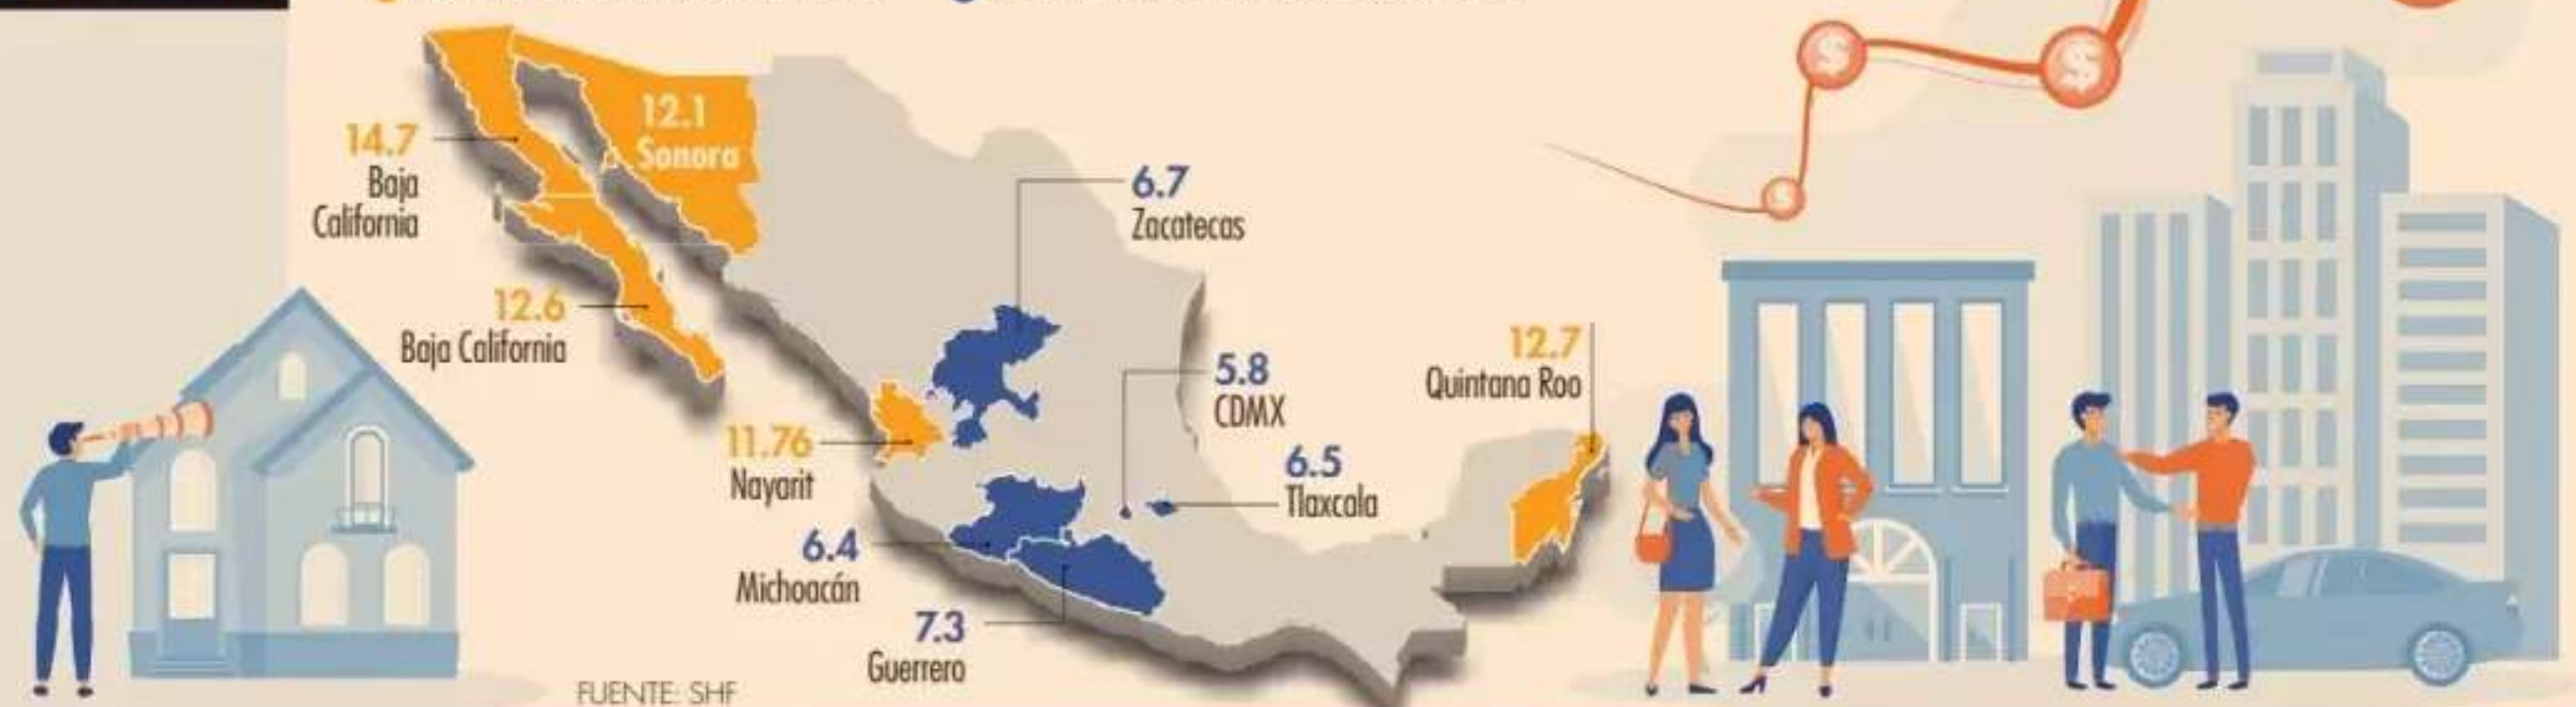 12.1
Sonora
14.7
Baja
California
6.7
Zacatecas
12.6
Baja California
12.7
Quintana Roo
5.8
CDMX
11.76
Nayarit
6.5
Tlaxcala
6.4
Michoacán
7.3
Guerrero
FUENTE: SHF
$
$
$